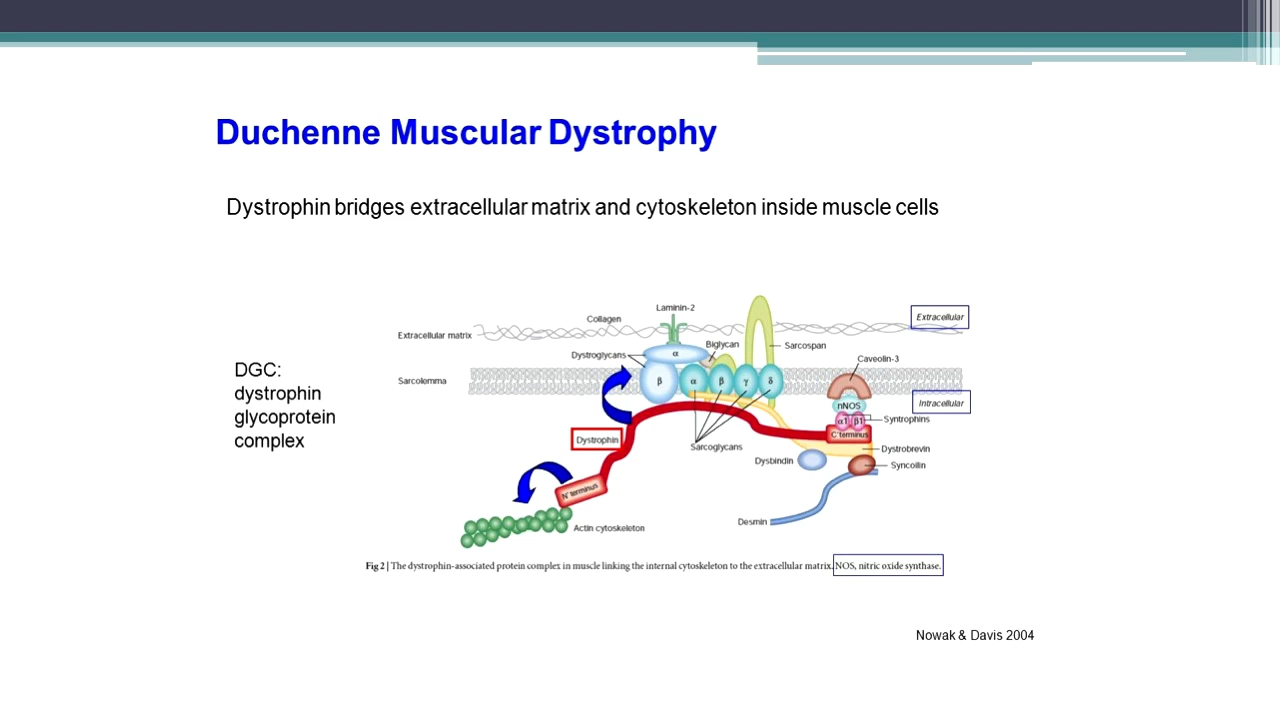 Duchenne Muscular Dystrophy
Dystrophin bridges extracellular matrix and cytoskeleton inside muscle cells
DGC:
dystrophin
glycoprotein
complex
Laminin-2
Collagen
Extracellular
Extracellular matrix
Biglycan
Sarcospan
Dystroglycans
α
Caveolin-3
Sarcolemma
β
α
β
γ
δ
Intracellular
nNOS
α1 β1
Syntrophins
C' terminus
Dystrophin
Sarcoglycans
Dystrobrevin
Dysbindin
Syncoilin
N' terminus
Desmin
Actin cytoskeleton
Fig 2 | The dystrophin-associated protein complex in muscle linking the internal cytoskeleton to the extracellular matrix. NOS, nitric oxide synthase.
Nowak & Davis 2004